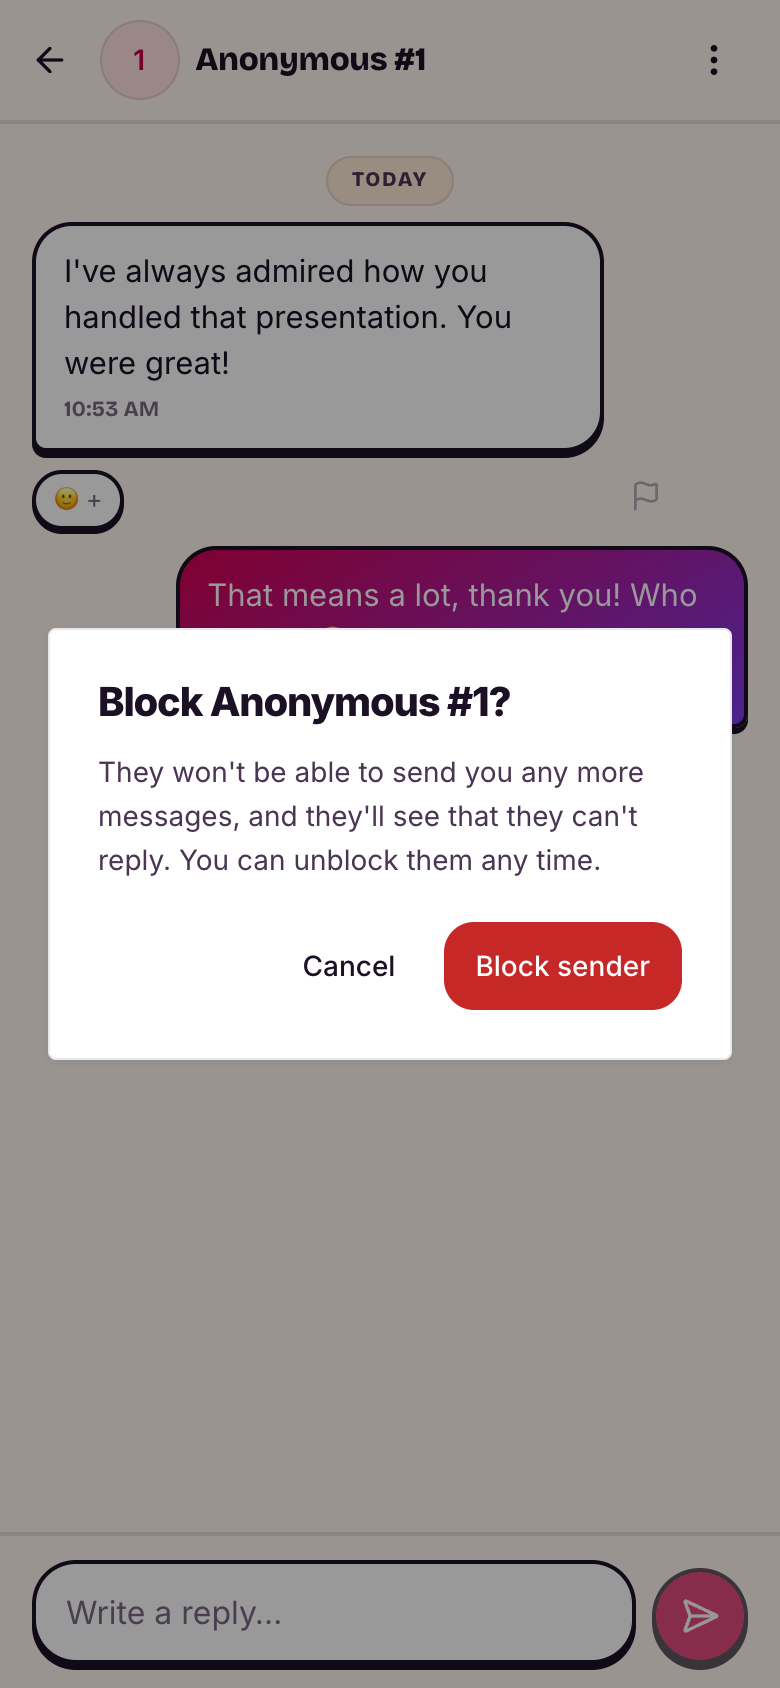 1
Anonymous #1
TODAY
I've always admired how you
handled that presentation. You
were great!
10:53 AM
+
That means a lot, thank you! Who
Block Anonymous #1?
They won't be able to send you any more
messages, and they'll see that they can't
reply. You can unblock them any time.
Cancel
Block sender
Write a reply...